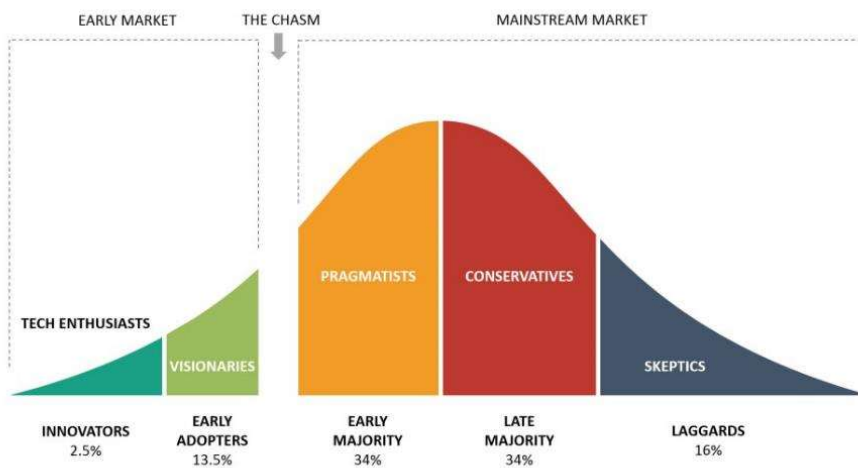 EARLY MARKET
THE CHASM
MAINSTREAM MARKET
PRAGMATISTS
CONSERVATIVES
TECH ENTHUSIASTS
VISIONARIES
SKEPTICS
INNOVATORS
2.5%
EARLY
ADOPTERS
13.5%
EARLY
MAJORITY
34%
LATE
MAJORITY
34%
LAGGARDS
16%